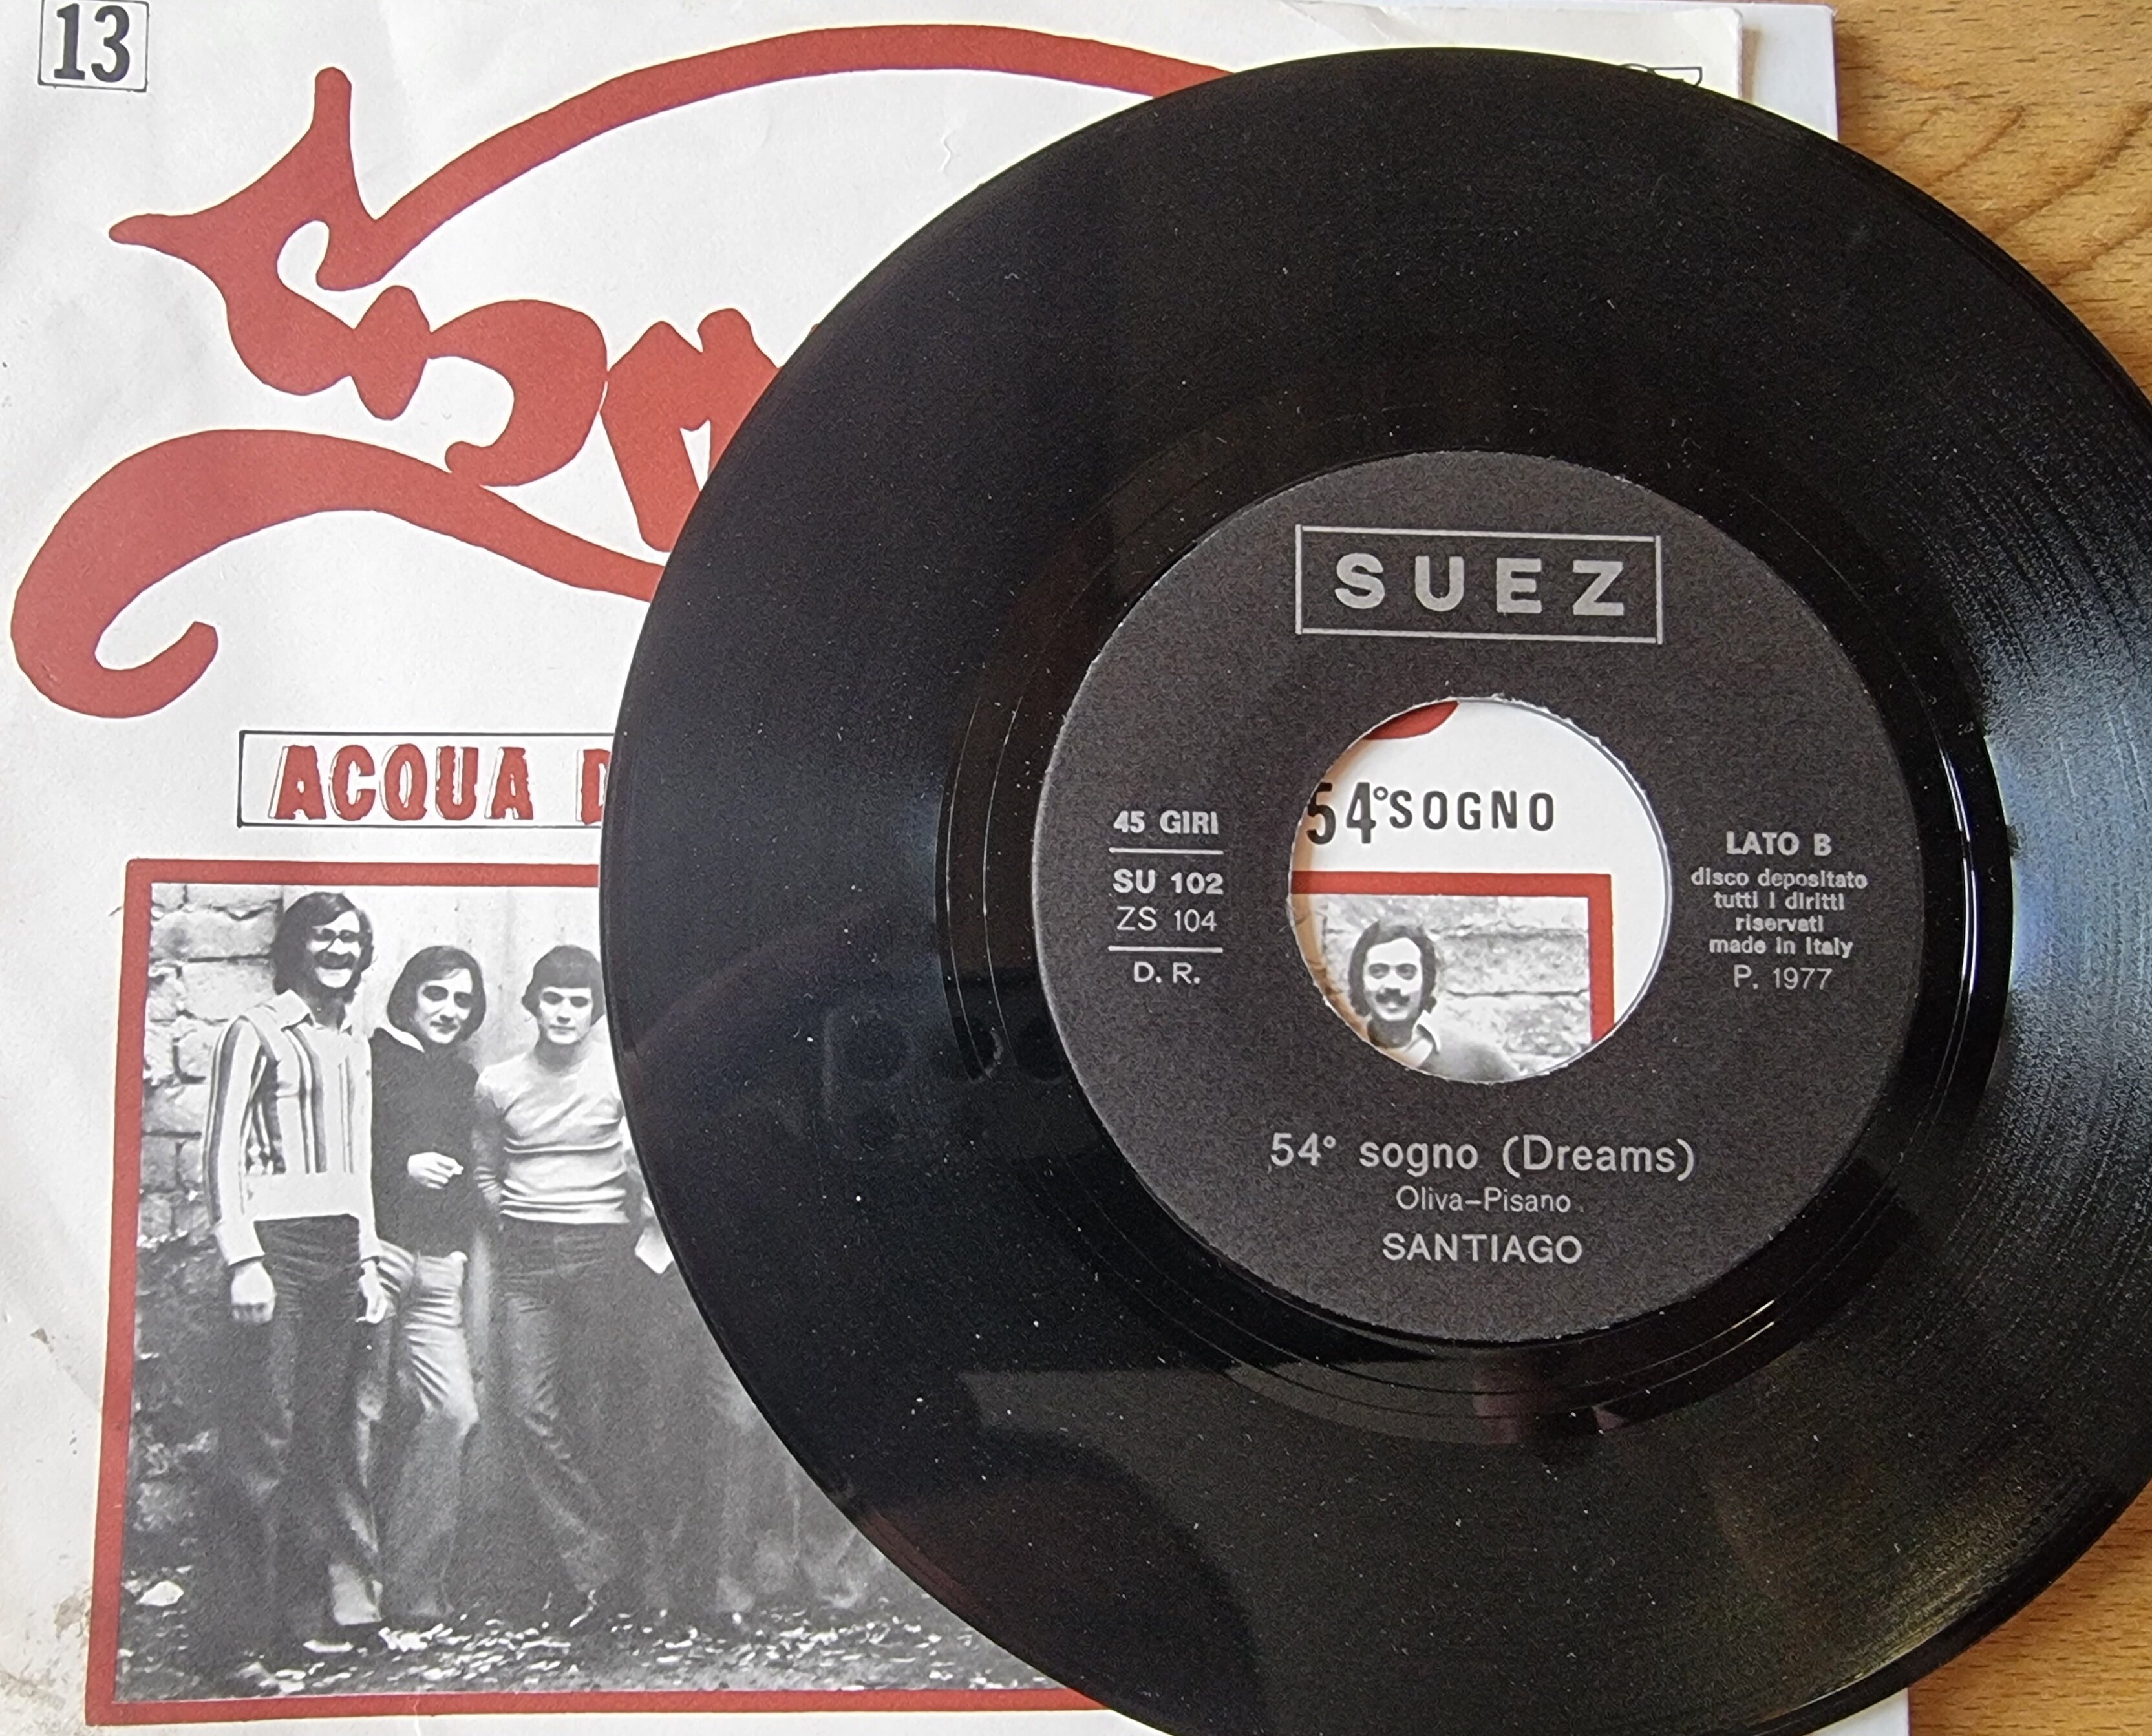 13
ACQUA
54° SOGNO
SUEZ
45 GIRI
SU 102
ZS 104
D. R.
LATO B
disco depositato
tutti i diritti
riservati
made in Italy
P. 1977
54° sogno (Dreams)
Oliva-Pisano
SANTIAGO